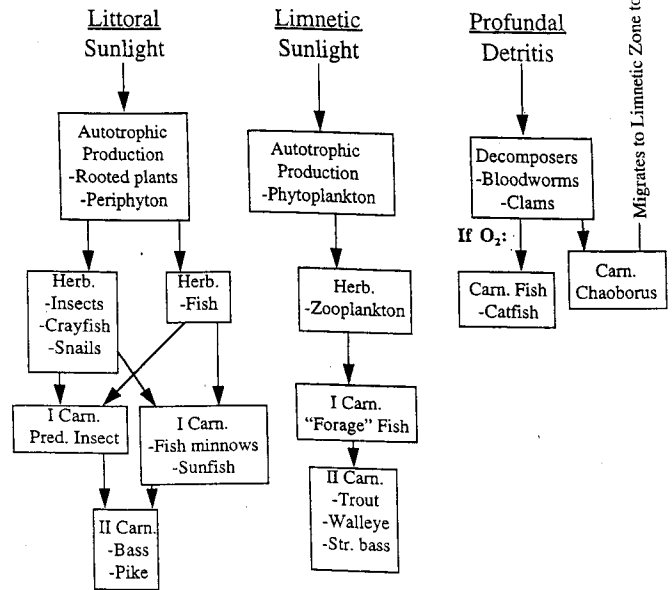 Littoral
Sunlight
Autotrophic
Production
-Rooted plants
-Periphyton
Herb.
-Insects
-Crayfish
-Snails
Herb.
-Fish
I Carn.
Pred. Insect
I Carn.
-Fish minnows
-Sunfish
II Carn.
-Bass
-Pike
Limnetic
Sunlight
Autotrophic
Production
-Phytoplankton
Herb.
-Zooplankton
I Carn.
“Forage” Fish
II Carn.
-Trout
-Walleye
-Str. bass
Profundal
Detritis
Decomposers
-Bloodworms
-Clams
If O₂:
Carn. Fish
-Catfish
Carn.
Chaoborus
Migrates to Limnetic Zone to